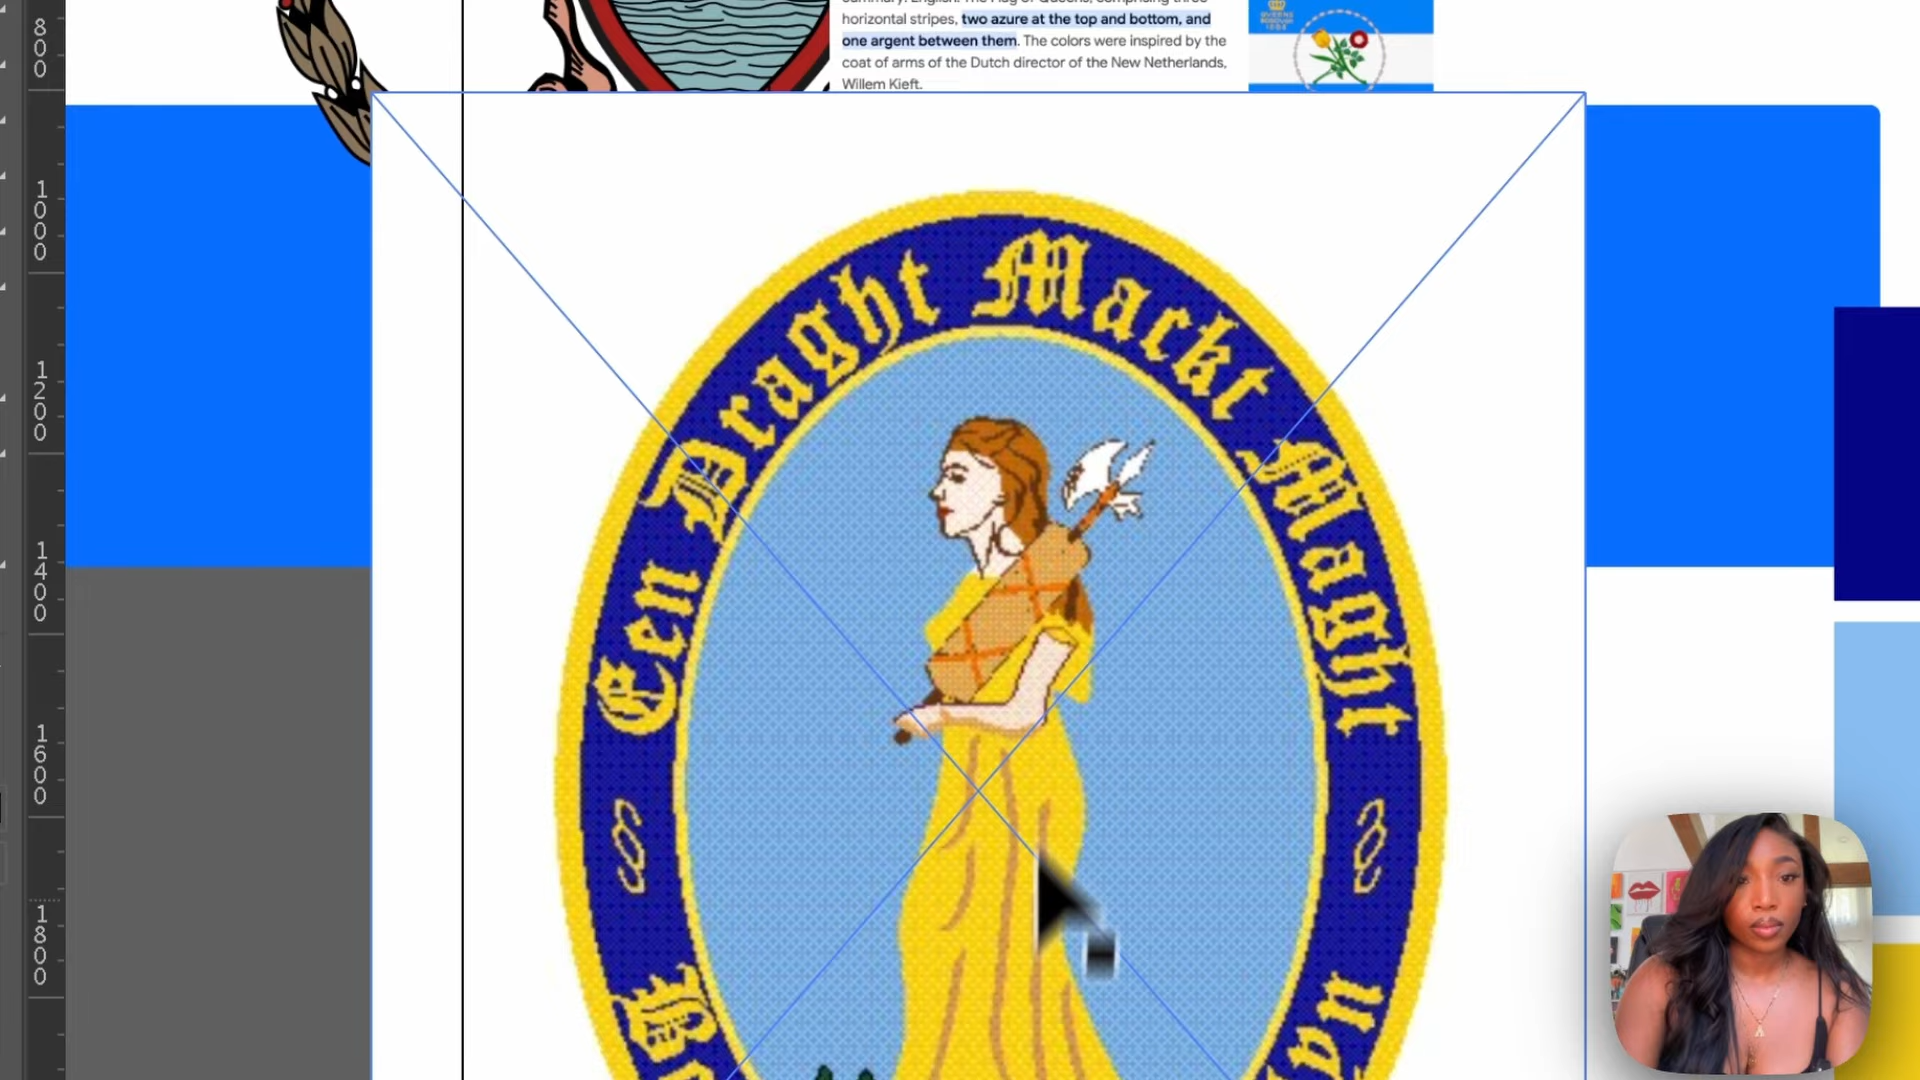 horizontal stripes, two azure at the top and bottom, and
one argent between them. The colors were inspired by the
coat of arms of the Dutch director of the New Netherlands,
Willem Kieft.
Een Draght Mackt Maght
800
1000
1200
1400
1600
1800